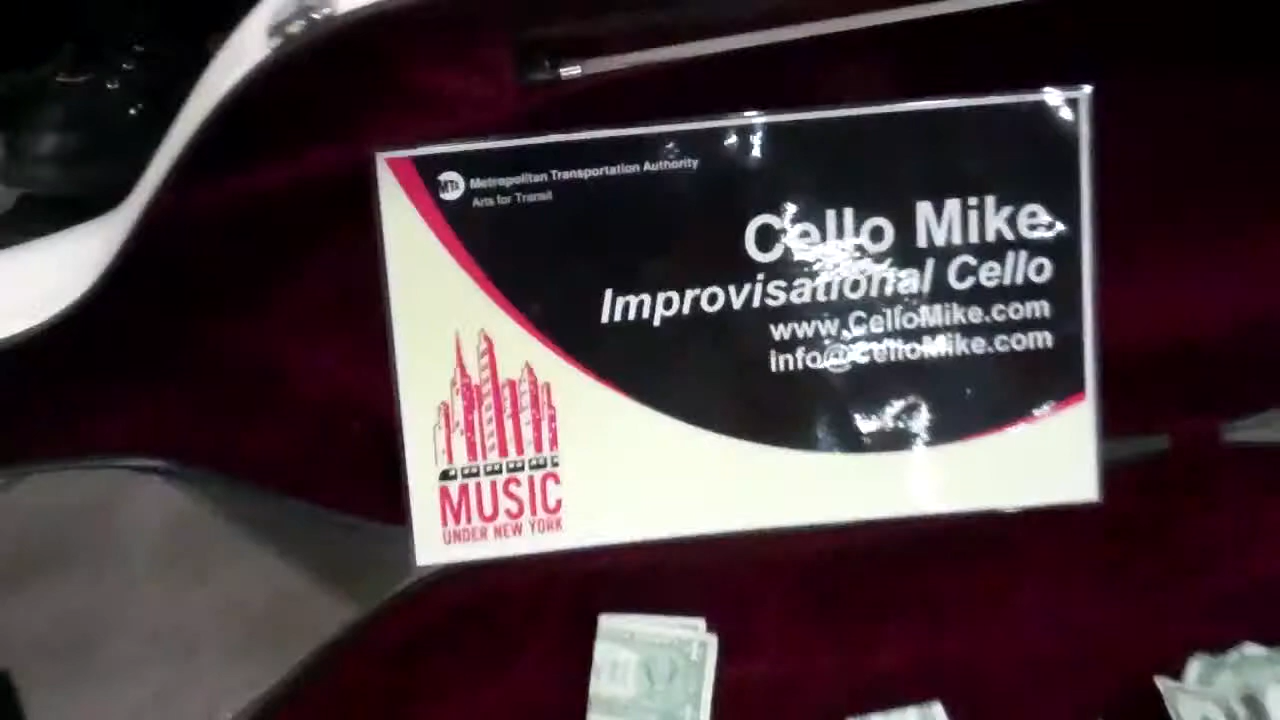 MTA Metropolitan Transportation Authority
Arts for Transit
Cello Mike
Improvisational Cello
www.CelloMike.com
Info@CelloMike.com
MUSIC
UNDER NEW YORK